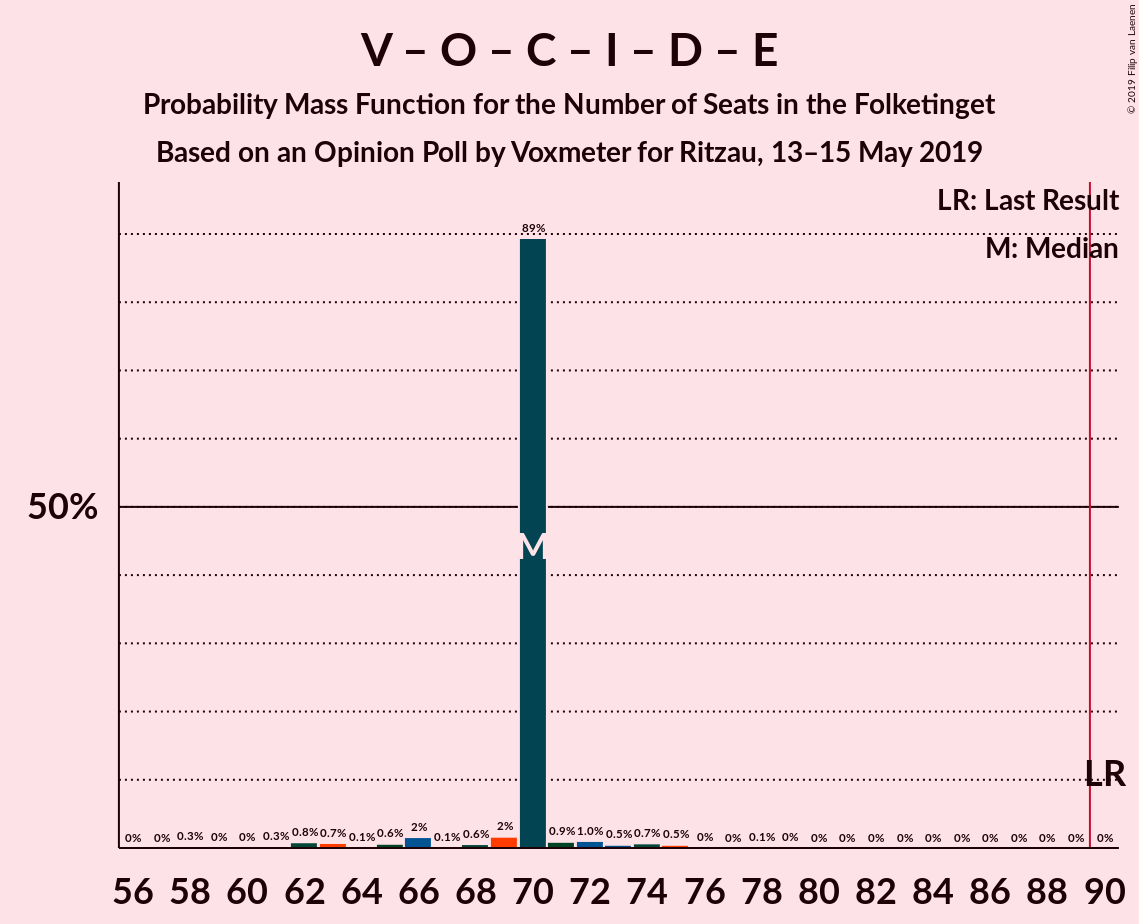 V – O – C – I – D – E
Probability Mass Function for the Number of Seats in the Folketinget
Based on an Opinion Poll by Voxmeter for Ritzau, 13–15 May 2019
© 2019 Filip van Laenen
LR: Last Result
M: Median
89%
50%
M
LR
0% 0% 0.3% 0% 0% 0.3% 0.8% 0.7% 0.1% 0.6% 2% 0.1% 0.6% 2% 0.9% 1.0% 0.5% 0.7% 0.5% 0% 0% 0.1% 0% 0% 0% 0% 0% 0% 0% 0% 0% 0% 0% 0%
56 58 60 62 64 66 68 70 72 74 76 78 80 82 84 86 88 90